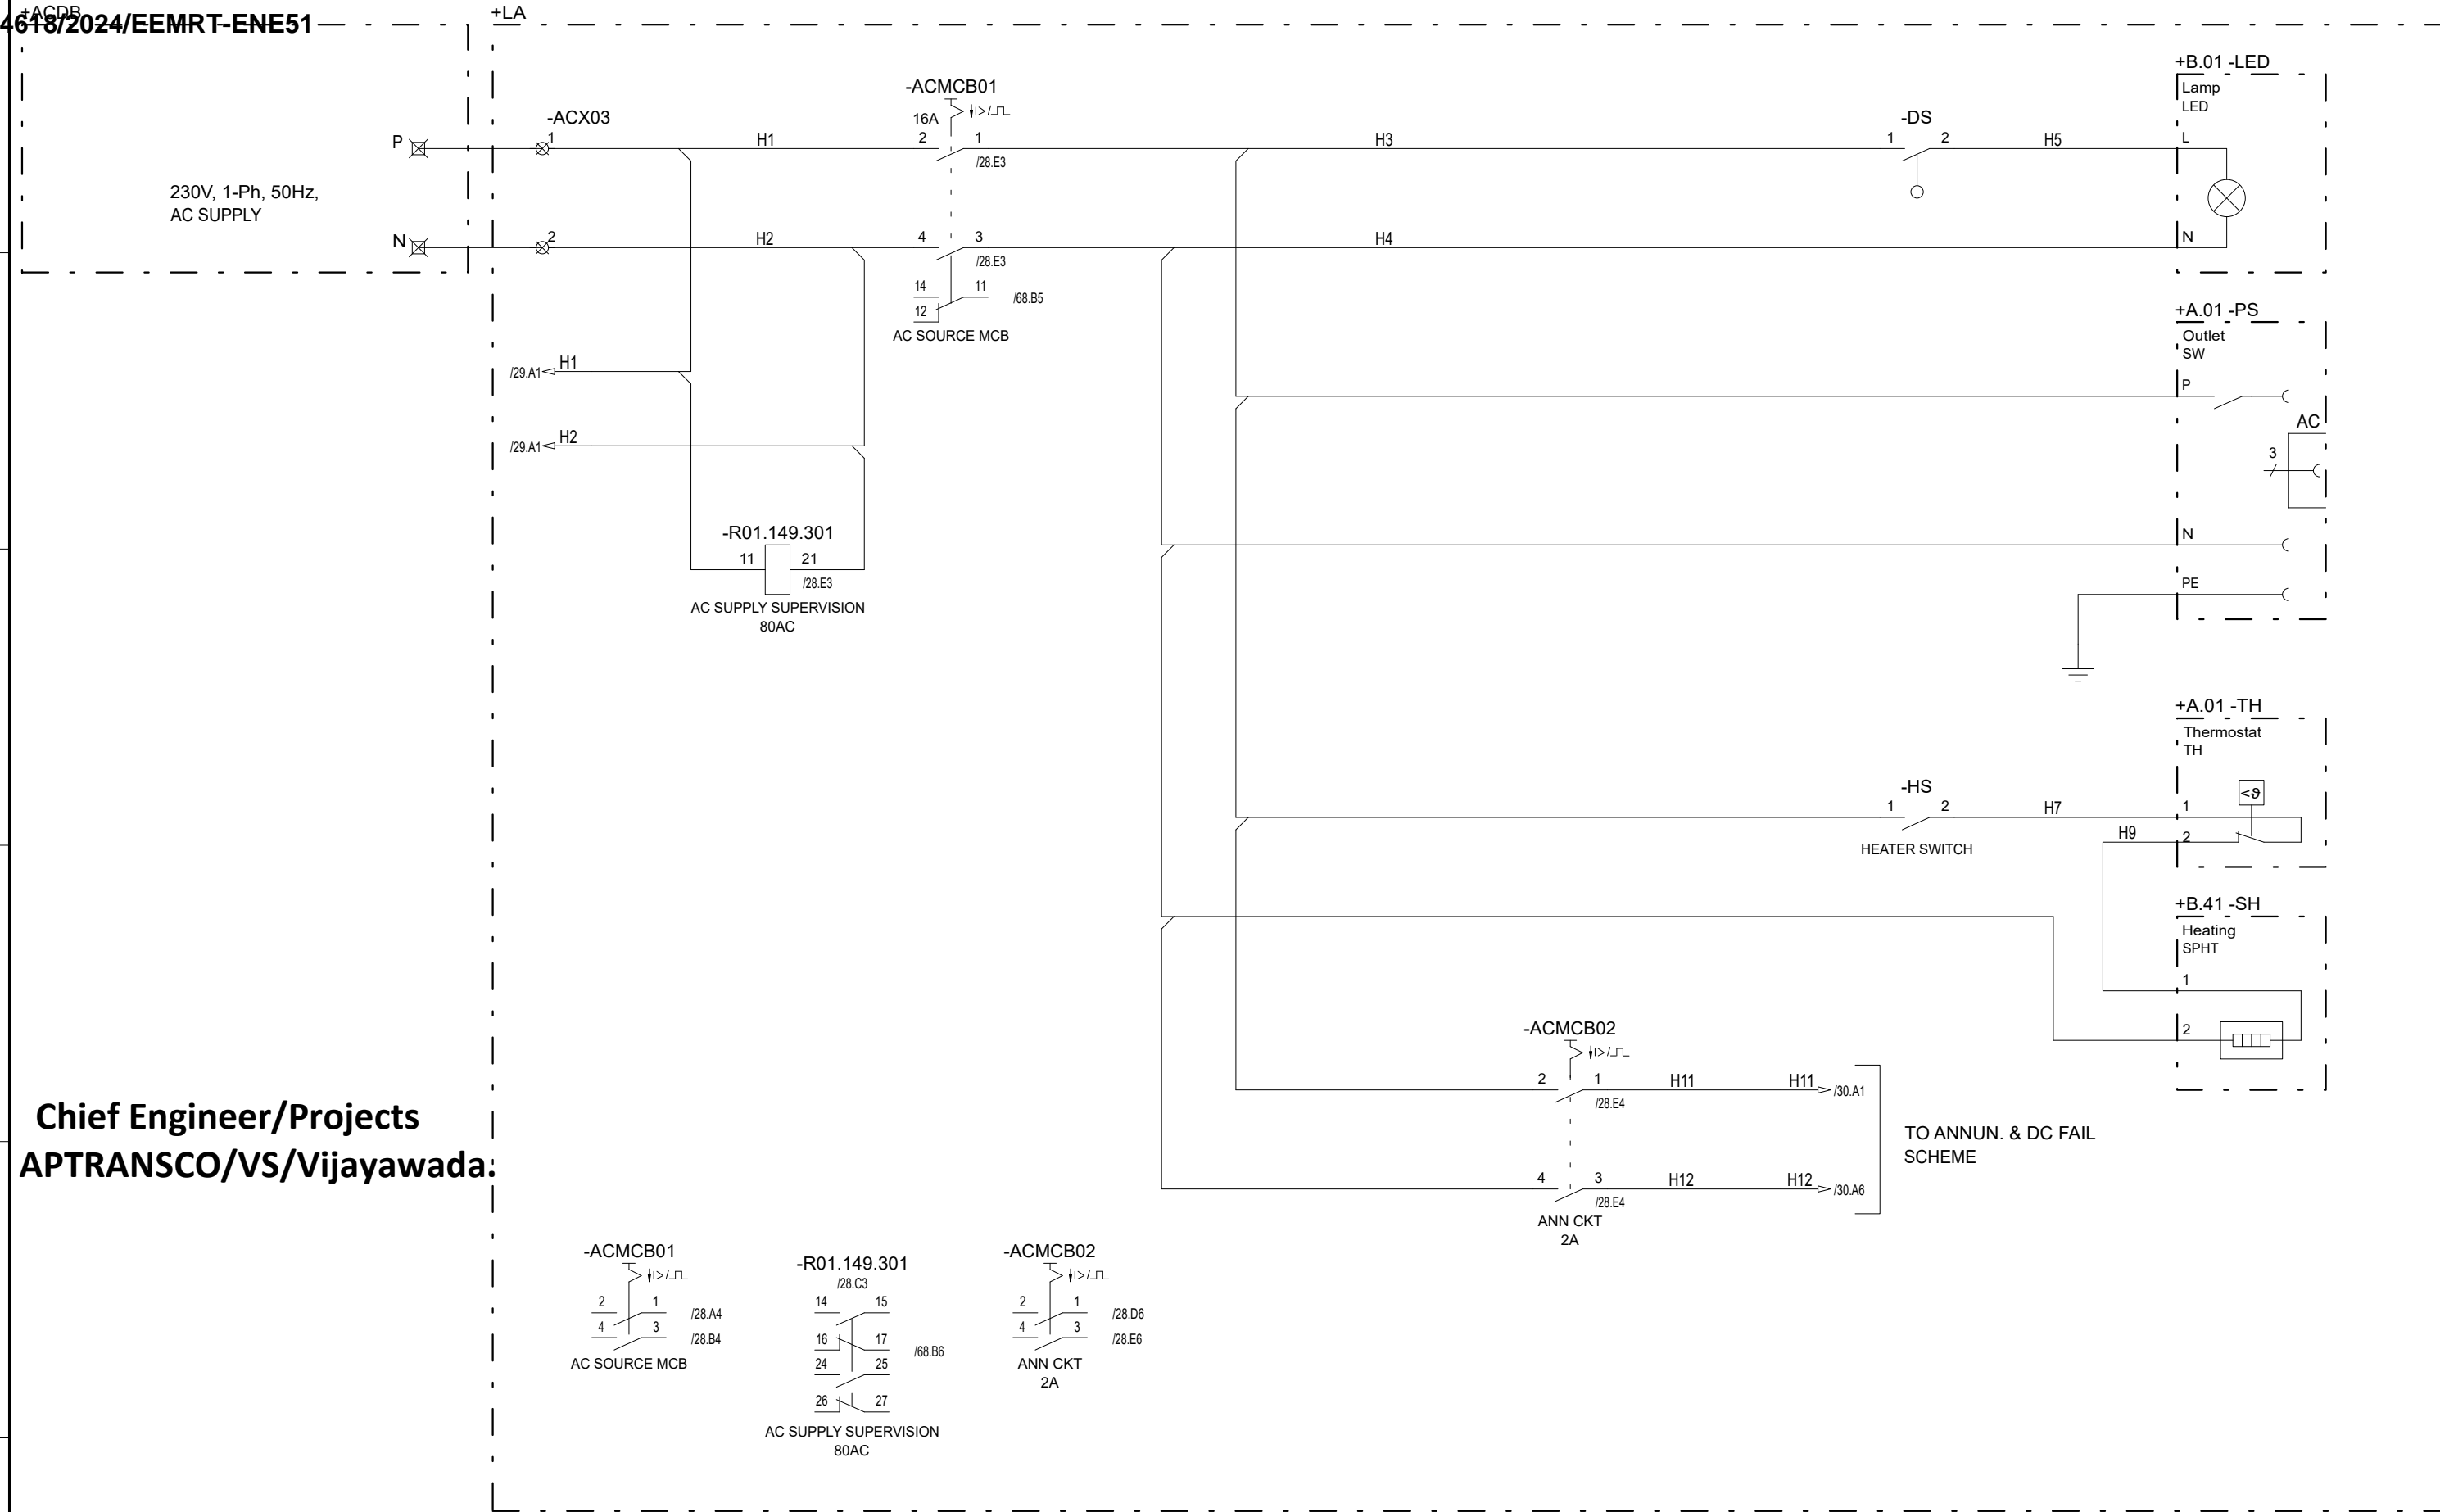 +ACDB
4618/2024/EEMRT-ENE51
+LA
230V, 1-Ph, 50Hz,
AC SUPPLY
P
N
-ACX03
1
2
H1
H2
-ACMCB01
16A
2 1
/28.E3
4 3
/28.E3
14 11
12
/68.B5
AC SOURCE MCB
/29.A1 H1
/29.A1 H2
-R01.149.301
11 21
/28.E3
AC SUPPLY SUPERVISION
80AC
H3
H4
-DS
1 2
H5
+B.01 -LED
Lamp
LED
L
N
+A.01 -PS
Outlet
SW
P
AC
3
N
PE
+A.01 -TH
Thermostat
TH
<ϑ
1
2
-HS
1 2
HEATER SWITCH
H7
H9
+B.41 -SH
Heating
SPHT
1
2
-ACMCB02
I>/
2 1
/28.E4
H11 H11 /30.A1
4 3
/28.E4
H12 H12 /30.A6
ANN CKT
2A
TO ANNUN. & DC FAIL
SCHEME
Chief Engineer/Projects
APTRANSCO/VS/Vijayawada.
-ACMCB01
I>/
2 1 /28.A4
4 3 /28.B4
AC SOURCE MCB
-R01.149.301
/28.C3
14 15
16 17 /68.B6
24 25
26 27
AC SUPPLY SUPERVISION
80AC
-ACMCB02
I>/
2 1 /28.D6
4 3 /28.E6
ANN CKT
2A